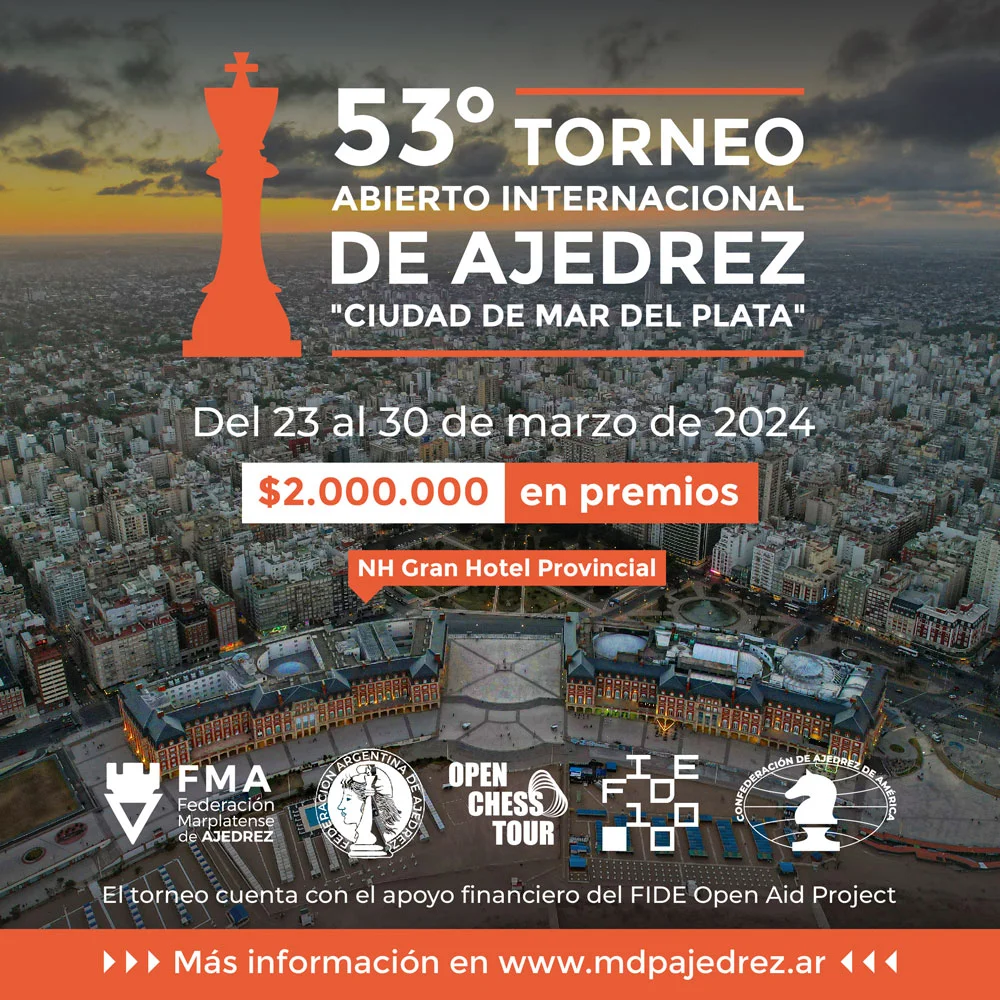 53° TORNEO
ABIERTO INTERNACIONAL
DE AJEDREZ
"CIUDAD DE MAR DEL PLATA"
Del 23 al 30 de marzo de 2024
$2.000.000 en premios
NH Gran Hotel Provincial
FMA
Federación
Marplatense
de AJEDREZ
FEDERACIÓN ARGENTINA DE AJEDREZ
OPEN
CHESS
TOUR
FIDE
100
CONFEDERACIÓN DE AJEDREZ DE AMÉRICA
El torneo cuenta con el apoyo financiero del FIDE Open Aid Project
Más información en www.mdpajedrez.ar